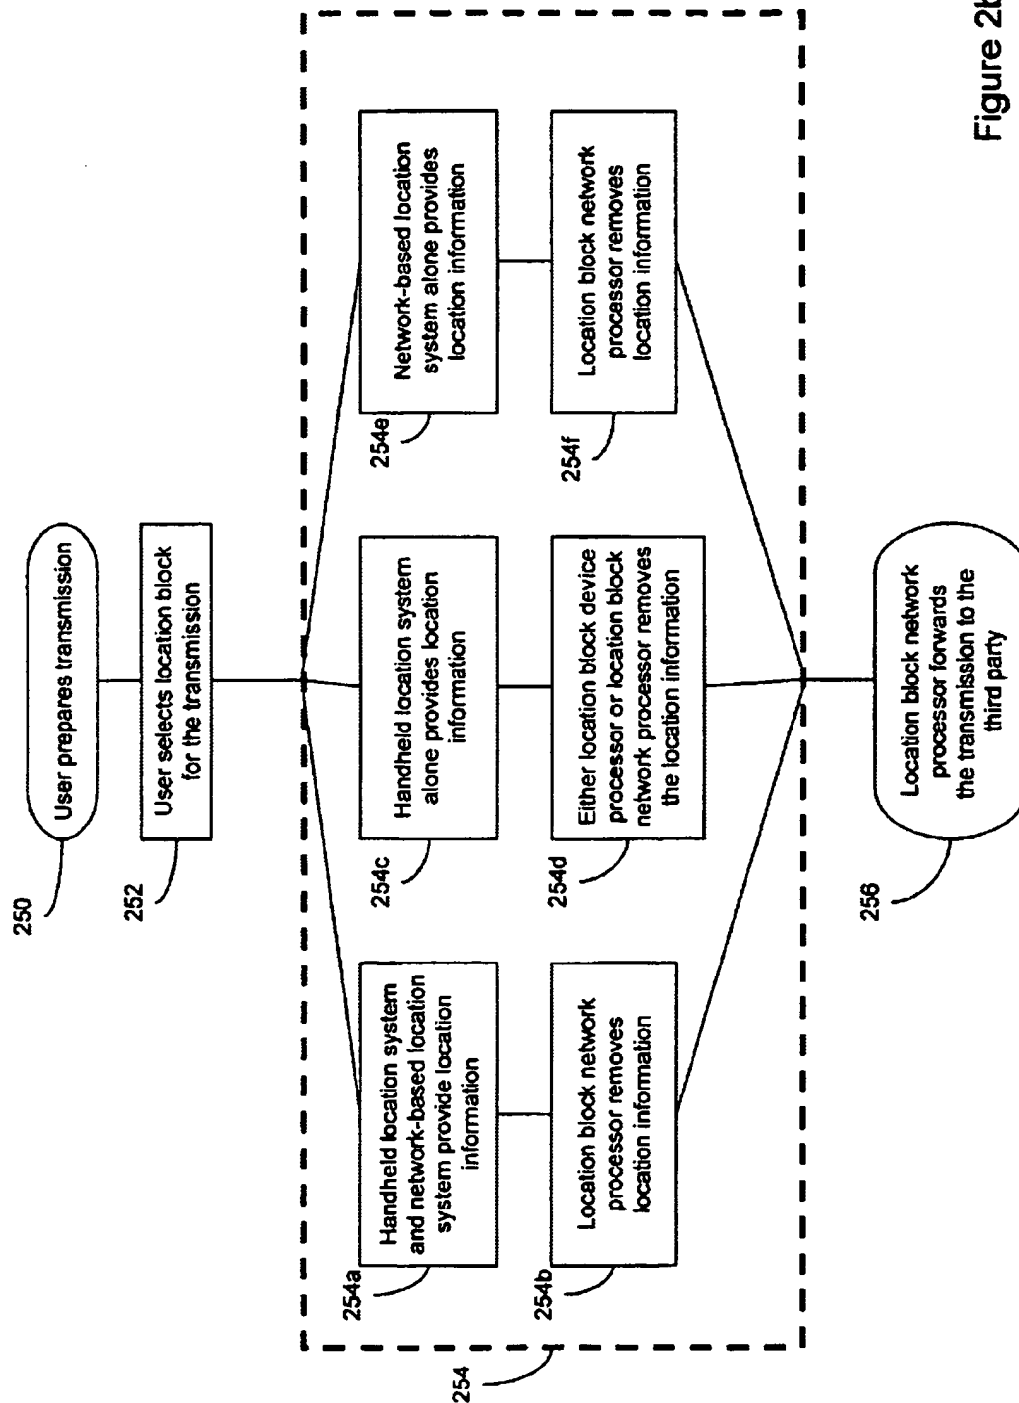 250
User prepares transmission
252
User selects location block
for the transmission
254
254a
Handheld location system
and network-based location
system provide location
information
254b
Location block network
processor removes
location information
254c
Handheld location system
alone provides location
information
254d
Either location block device
processor or location block
network processor removes
the location information
254e
Network-based location
system alone provides
location information
254f
Location block network
processor removes
location information
256
Location block network
processor forwards
the transmission to the
third party
Figure 2b